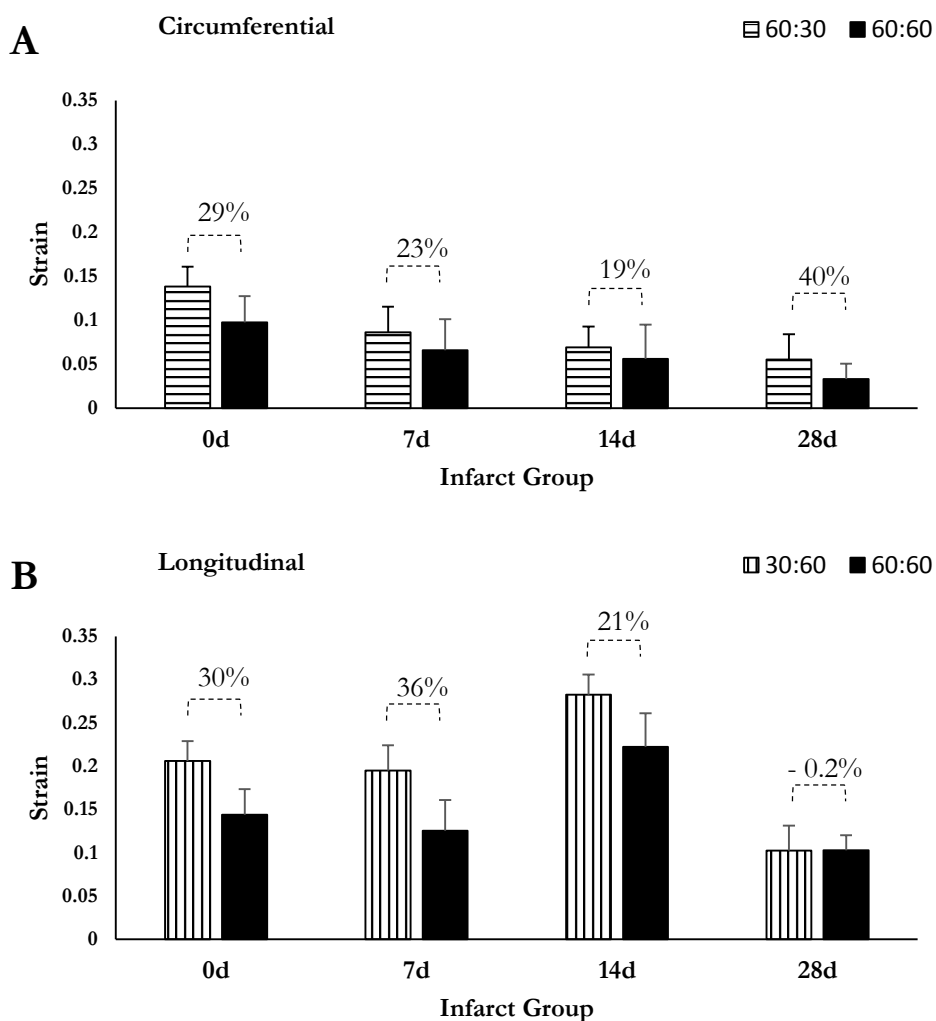 A
Circumferential
60:30 60:60
0.35
0.3
0.25
0.2
0.15
0.1
0.05
0
Strain
29%
23%
19%
40%
0d 7d 14d 28d
Infarct Group
B
Longitudinal
30:60 60:60
0.35
0.3
0.25
0.2
0.15
0.1
0.05
0
Strain
30%
36%
21%
- 0.2%
0d 7d 14d 28d
Infarct Group